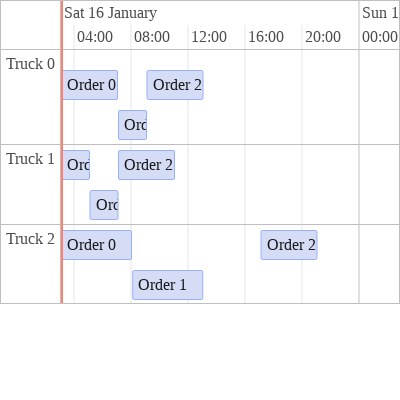 Sat 16 January
Sun 1
04:00 08:00 12:00 16:00 20:00 00:00
Truck 0
Order 0
Order 2
Ord
Truck 1
Ord
Order 2
Ord
Truck 2
Order 0
Order 2
Order 1